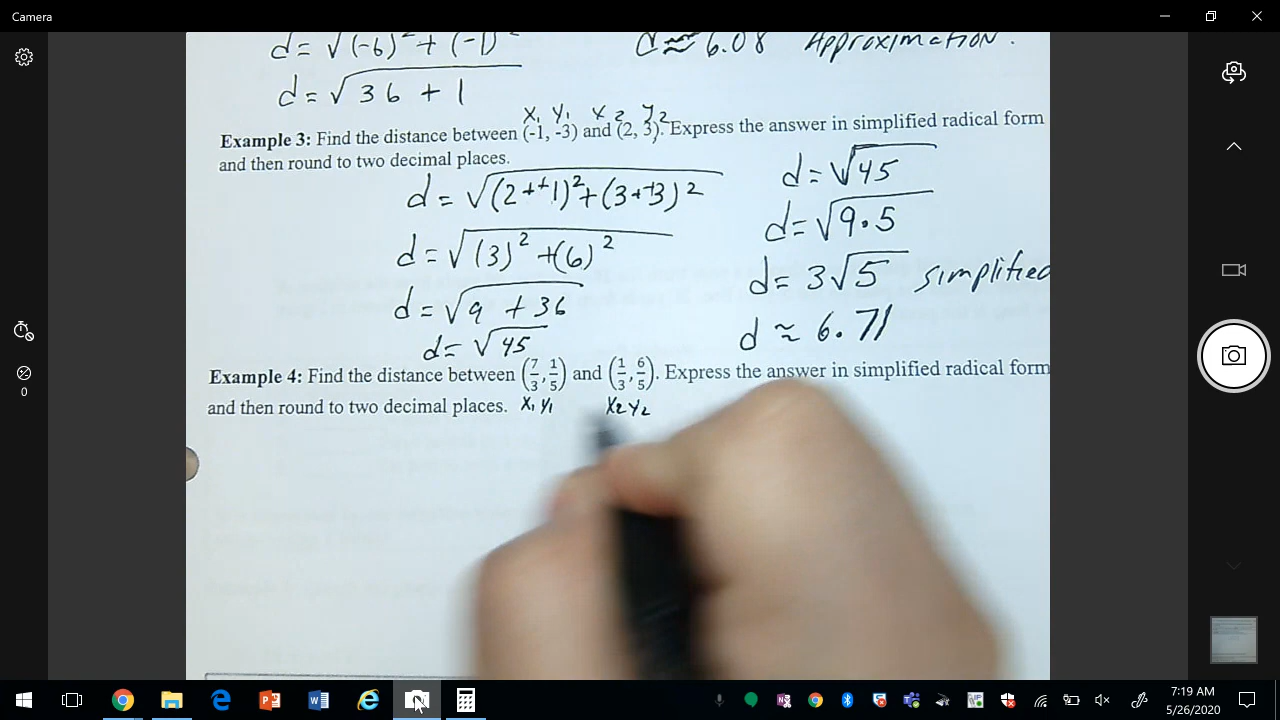 Camera
d = √(-6)² + (-1)²
d ≈ 6.08 Approximation.
d = √36 + 1
x₁ y₁ x₂ y₂
Example 3: Find the distance between (-1, -3) and (2, 3). Express the answer in simplified radical form
and then round to two decimal places.
d = √(2++1)²+(3++3)²
d = √(3)² +(6)²
d = √9 + 36
d = √45
d = √45
d = √9·5
d = 3√5 simplified
d ≈ 6.71
Example 4: Find the distance between (7/3, 1/5) and (1/3, 6/5). Express the answer in simplified radical form
and then round to two decimal places. x₁ y₁ x₂ y₂
0
7:19 AM
5/26/2020